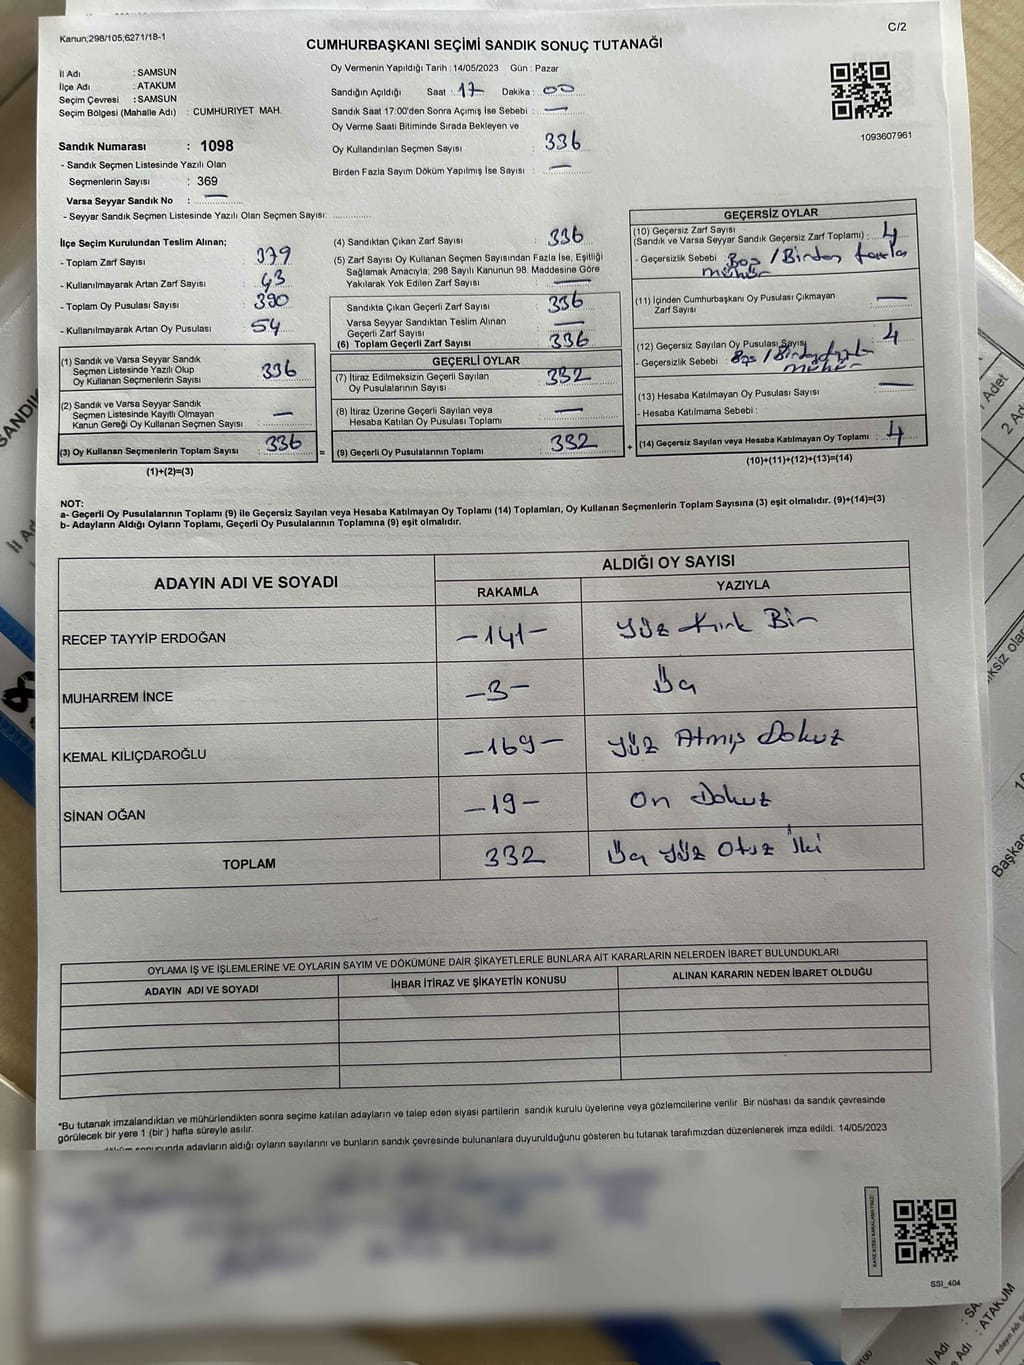 Kanun;298/105;6271/18-1
C/2
CUMHURBAŞKANI SEÇİMİ SANDIK SONUÇ TUTANAĞI
İl Adı : SAMSUN
İlçe Adı : ATAKUM
Seçim Çevresi : SAMSUN
Seçim Bölgesi (Mahalle Adı) : CUMHURIYET MAH.
Sandık Numarası : 1098
- Sandık Seçmen Listesinde Yazılı Olan
Seçmenlerin Sayısı : 369
Varsa Seyyar Sandık No : —
- Seyyar Sandık Seçmen Listesinde Yazılı Olan Seçmen Sayısı:
Oy Vermenin Yapıldığı Tarih : 14/05/2023 Gün : Pazar
Sandığın Açıldığı Saat : 17 Dakika : 00
Sandık Saat 17:00'den Sonra Açımış İse Sebebi : —
Oy Verme Saati Bitiminde Sırada Bekleyen ve
Oy Kullandırılan Seçmen Sayısı : 336
Birden Fazla Sayım Döküm Yapılmış İse Sayısı : —
1093607961
İlçe Seçim Kurulundan Teslim Alınan;
- Toplam Zarf Sayısı : 379
- Kullanılmayarak Artan Zarf Sayısı : 43
- Toplam Oy Pusulası Sayısı : 390
- Kullanılmayarak Artan Oy Pusulası : 54
(1) Sandık ve Varsa Seyyar Sandık
Seçmen Listesinde Yazılı Olup
Oy Kullanan Seçmenlerin Sayısı : 336
(2) Sandık ve Varsa Seyyar Sandık
Seçmen Listesinde Kayıtlı Olmayan
Kanun Gereği Oy Kullanan Seçmen Sayısı : —
(3) Oy Kullanan Seçmenlerin Toplam Sayısı : 336 =
(1)+(2)=(3)
(4) Sandıktan Çıkan Zarf Sayısı : 336
(5) Zarf Sayısı Oy Kullanan Seçmen Sayısından Fazla İse, Eşitliği
Sağlamak Amacıyla; 298 Sayılı Kanunun 98. Maddesine Göre
Yakılarak Yok Edilen Zarf Sayısı : —
Sandıkta Çıkan Geçerli Zarf Sayısı : 336
Varsa Seyyar Sandıktan Teslim Alınan
Geçerli Zarf Sayısı : —
(6) Toplam Geçerli Zarf Sayısı : 336
GEÇERLİ OYLAR
(7) İtiraz Edilmeksizin Geçerli Sayılan
Oy Pusulalarının Sayısı : 332
(8) İtiraz Üzerine Geçerli Sayılan veya
Hesaba Katılan Oy Pusulası Toplamı : —
(9) Geçerli Oy Pusulalarının Toplamı : 332 +
GEÇERSİZ OYLAR
(10) Geçersiz Zarf Sayısı
(Sandık ve Varsa Seyyar Sandık Geçersiz Zarf Toplamı) : 4
- Geçersizlik Sebebi : Boş / Birden fazla
mühür
(11) İçinden Cumhurbaşkanı Oy Pusulası Çıkmayan
Zarf Sayısı : —
(12) Geçersiz Sayılan Oy Pusulası Sayısı : 4
- Geçersizlik Sebebi : Boş / Birden fazla
mühür
(13) Hesaba Katılmayan Oy Pusulası Sayısı : —
- Hesaba Katılmama Sebebi :
(14) Geçersiz Sayılan veya Hesaba Katılmayan Oy Toplamı : 4
(10)+(11)+(12)+(13)=(14)
NOT:
a- Geçerli Oy Pusulalarının Toplamı (9) ile Geçersiz Sayılan veya Hesaba Katılmayan Oy Toplamı (14) Toplamları, Oy Kullanan Seçmenlerin Toplam Sayısına (3) eşit olmalıdır. (9)+(14)=(3)
b- Adayların Aldığı Oyların Toplamı, Geçerli Oy Pusulalarının Toplamına (9) eşit olmalıdır.
ADAYIN ADI VE SOYADI
ALDIĞI OY SAYISI
RAKAMLA YAZIYLA
RECEP TAYYİP ERDOĞAN -141- Yüz Kırk Bir
MUHARREM İNCE -3- Üç
KEMAL KILIÇDAROĞLU -169- Yüz Atmış Dokuz
SİNAN OĞAN -19- On Dokuz
TOPLAM 332 Üç Yüz Otuz İki
OYLAMA İŞ VE İŞLEMLERİNE VE OYLARIN SAYIM VE DÖKÜMÜNE DAİR ŞİKAYETLERLE BUNLARA AİT KARARLARIN NELERDEN İBARET BULUNDUKLARI
ADAYIN ADI VE SOYADI İHBAR İTİRAZ VE ŞİKAYETİN KONUSU ALINAN KARARIN NEDEN İBARET OLDUĞU
*Bu tutanak imzalandıktan ve mühürlendikten sonra seçime katılan adayların ve talep eden siyasi partilerin sandık kurulu üyelerine veya gözlemcilerine verilir. Bir nüshası da sandık çevresinde
görülecek bir yere 1 (bir ) hafta süreyle asılır.
sonucunda adayların aldığı oyların sayılarını ve bunların sandık çevresinde bulunanlara duyurulduğunu gösteren bu tutanak tarafımızdan düzenlenerek imza edildi. 14/05/2023
SSI_404
SANDIK
İl Adı
Adet
2 Ad
Başkan
İl Adı : SA
Adı : ATAKUM